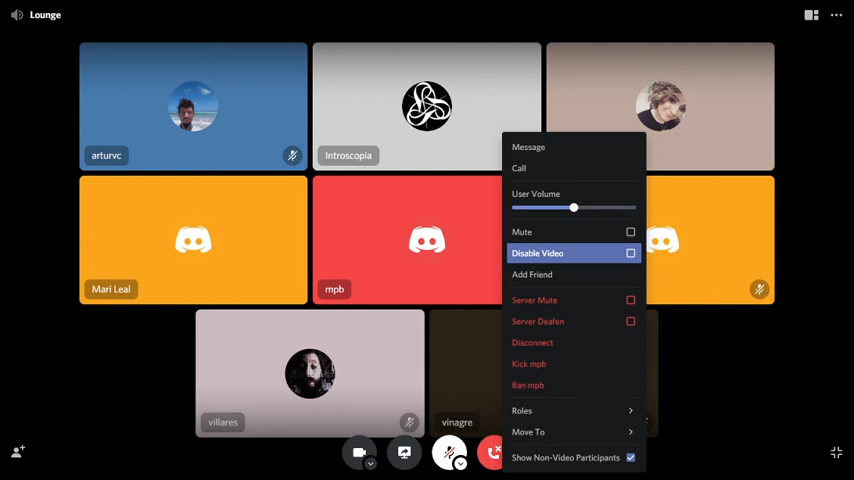 Lounge
arturvc
Introscopia
Mari Leal
mpb
villares
vinagre
Message
Call
User Volume
Mute
Disable Video
Add Friend
Server Mute
Server Deafen
Disconnect
Kick mpb
Ban mpb
Roles
Move To
Show Non-Video Participants